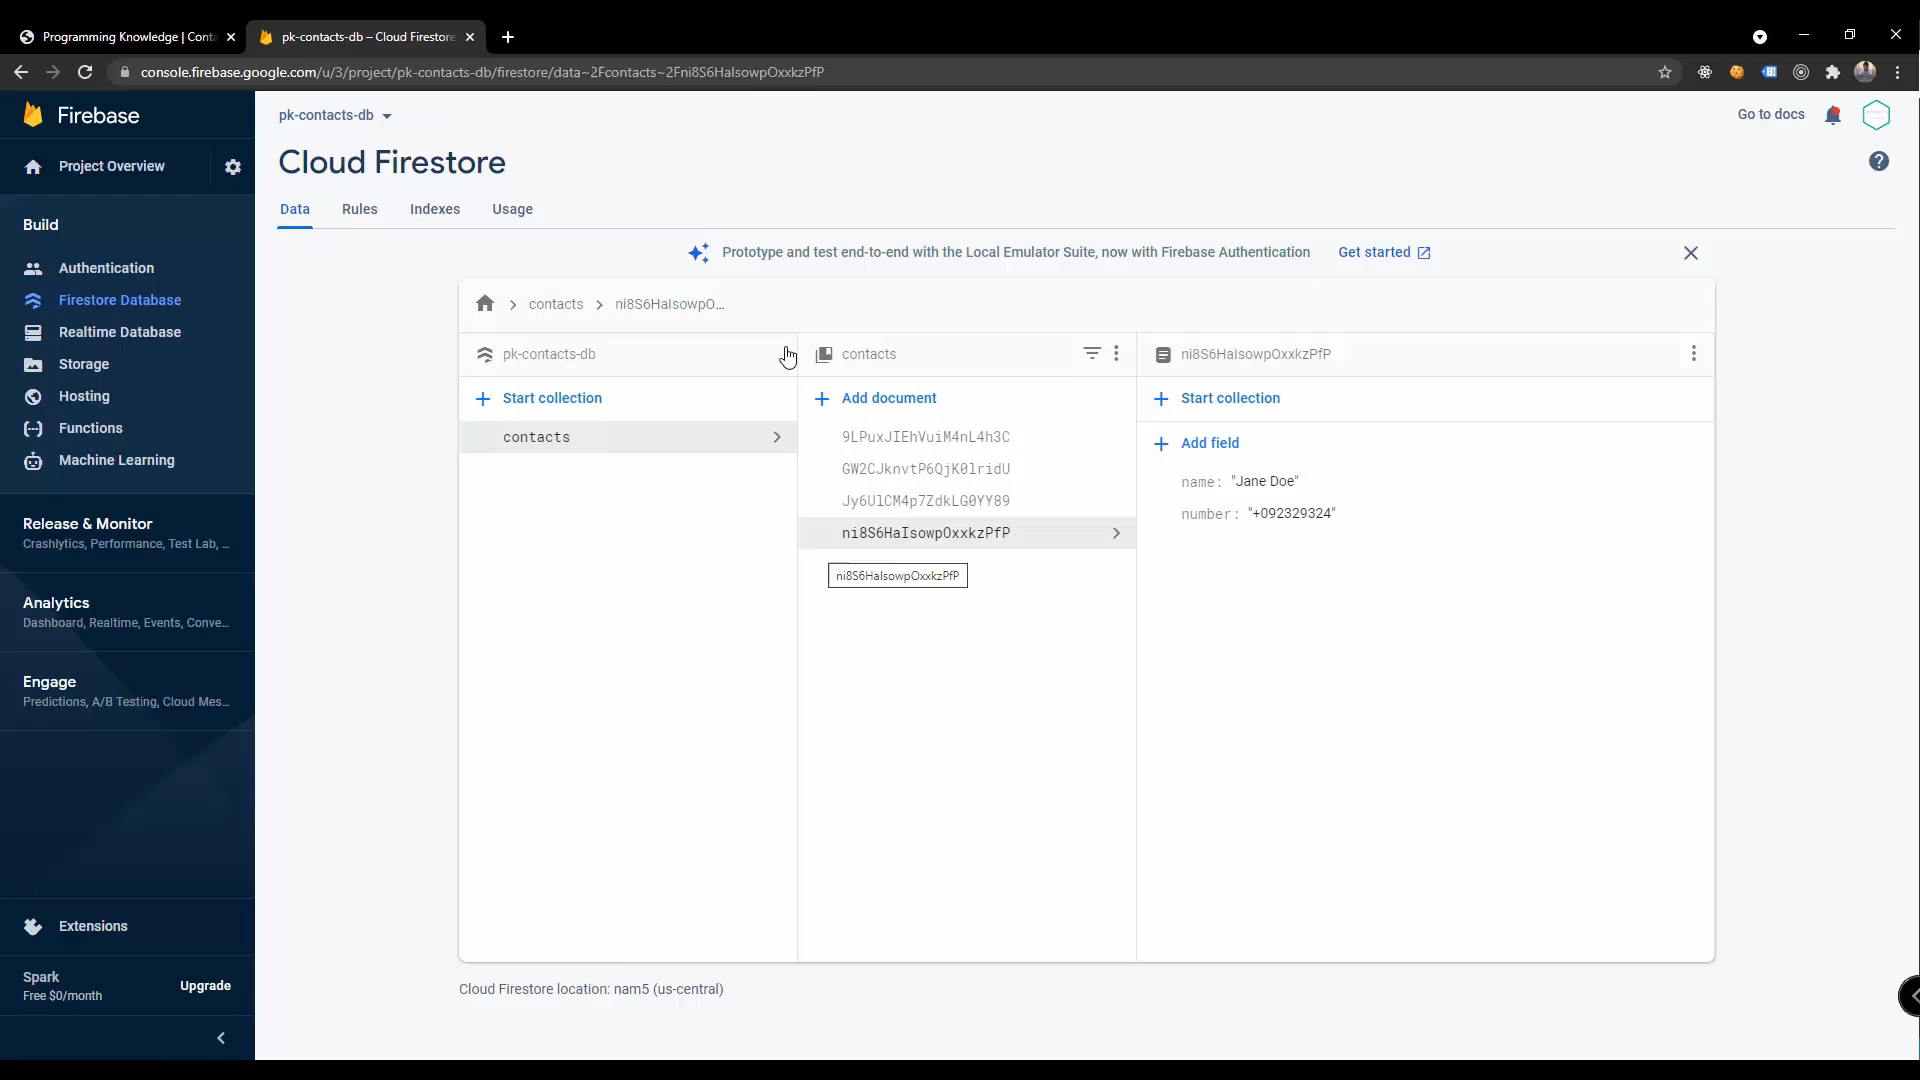 Programming Knowledge | Conta
pk-contacts-db – Cloud Firestore
console.firebase.google.com/u/3/project/pk-contacts-db/firestore/data~2Fcontacts~2Fni8S6HaIsowpOxxkzPfP
Firebase
pk-contacts-db
Go to docs
Project Overview
Cloud Firestore
Data
Rules
Indexes
Usage
Build
Authentication
Firestore Database
Realtime Database
Storage
Hosting
Functions
Machine Learning
Release & Monitor
Crashlytics, Performance, Test Lab, ...
Analytics
Dashboard, Realtime, Events, Conve...
Engage
Predictions, A/B Testing, Cloud Mes...
Extensions
Spark
Free $0/month
Upgrade
Prototype and test end-to-end with the Local Emulator Suite, now with Firebase Authentication
Get started
contacts
ni8S6HaIsowpO...
pk-contacts-db
Start collection
contacts
contacts
Add document
9LPuxJIEhVuiM4nL4h3C
GW2CJknvtP6QjK0lridU
Jy6UlCM4p7ZdkLG0YY89
ni8S6HaIsowpOxxkzPfP
ni8S6HaIsowpOxxkzPfP
ni8S6HaIsowpOxxkzPfP
Start collection
Add field
name: "Jane Doe"
number: "+092329324"
Cloud Firestore location: nam5 (us-central)